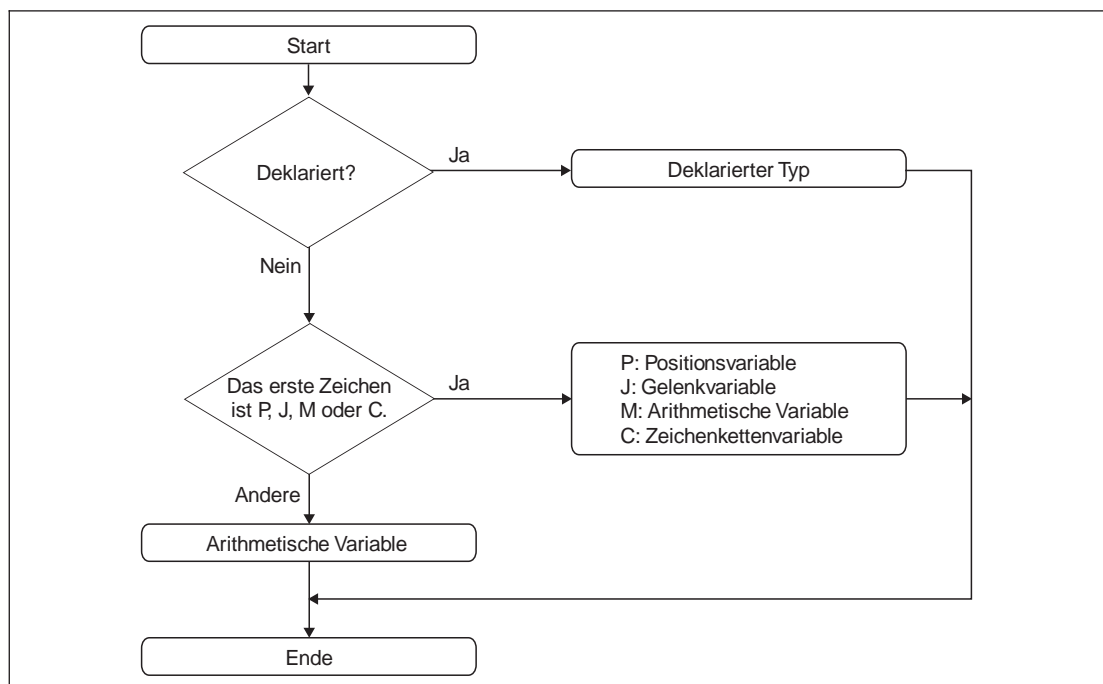 Start
Deklariert?
Ja
Deklarierter Typ
Nein
Das erste Zeichen
ist P, J, M oder C.
Ja
P: Positionsvariable
J: Gelenkvariable
M: Arithmetische Variable
C: Zeichenkettenvariable
Andere
Arithmetische Variable
Ende